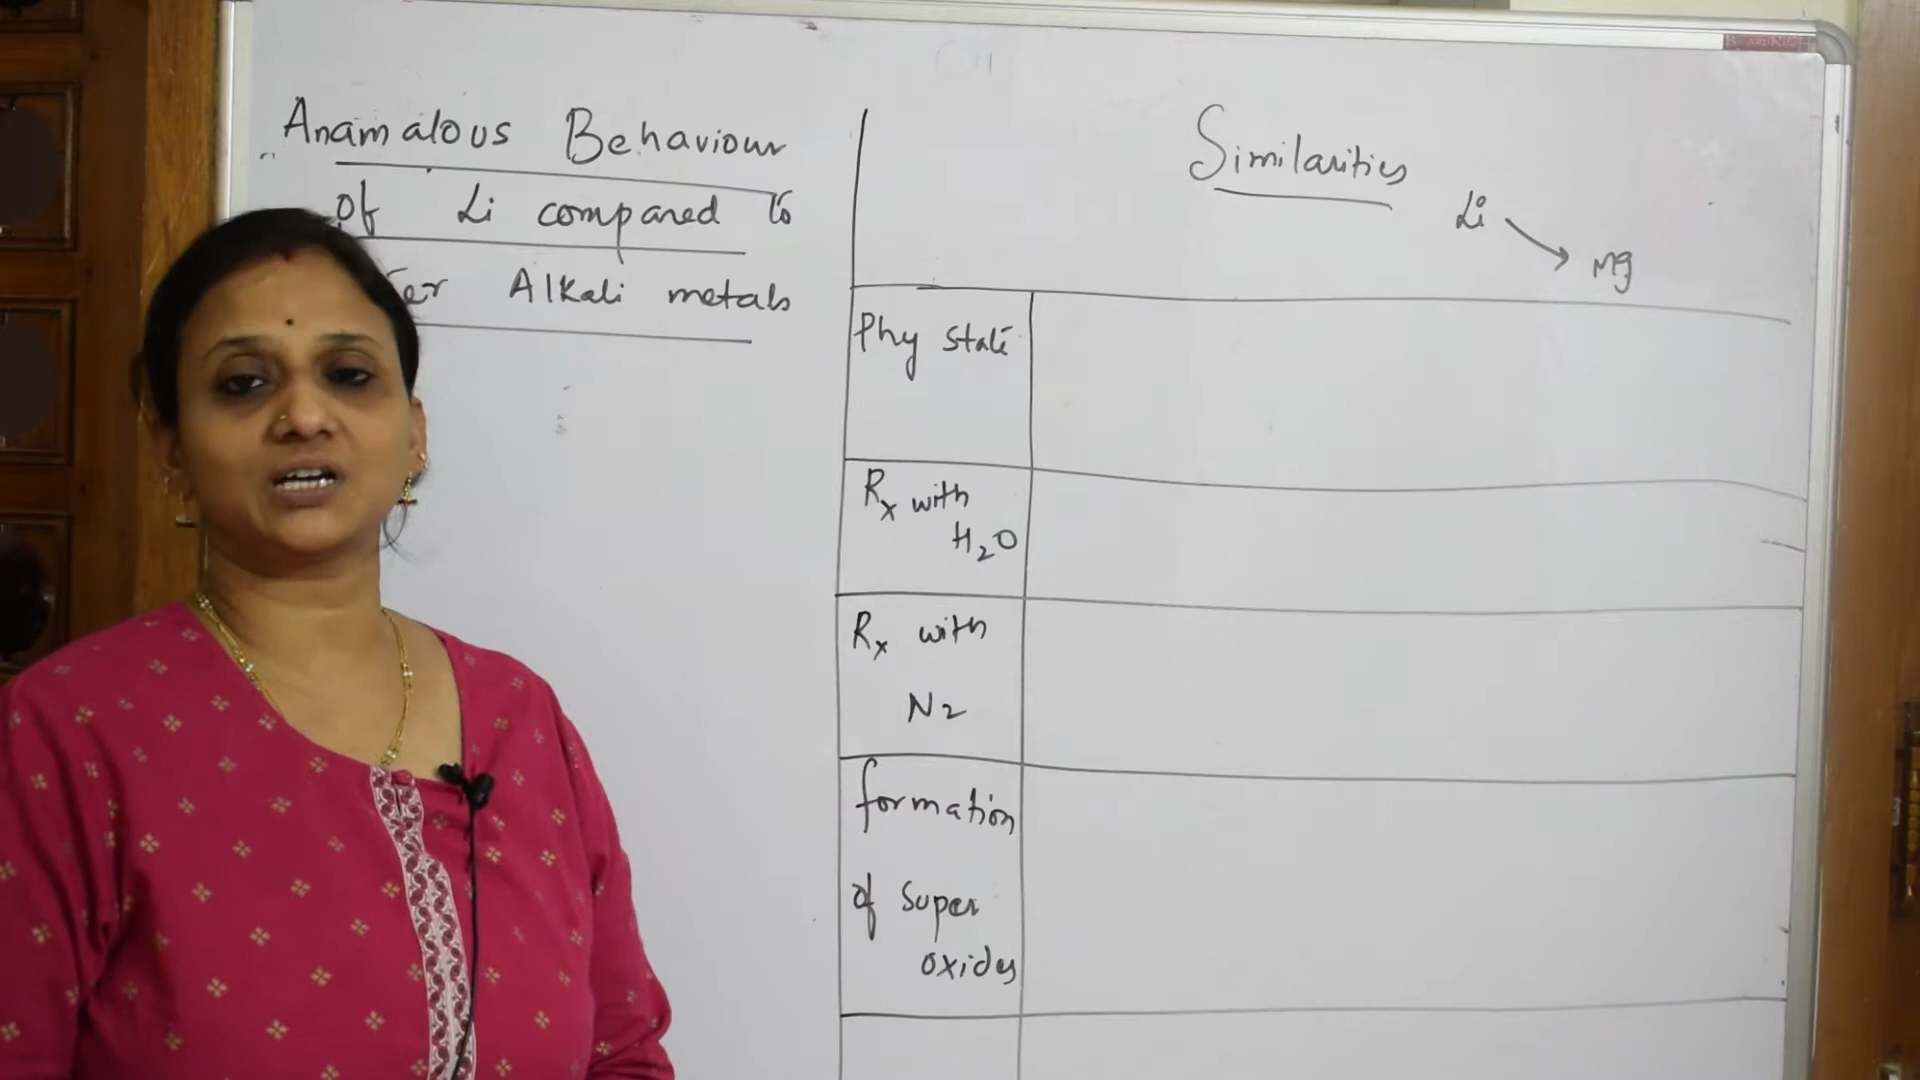 Anamalous Behaviour
of Li compared to
er Alkali metals
Similarities
Li
Mg
Phy state
Rx with
H2O
Rx with
N2
formation
of super
oxides